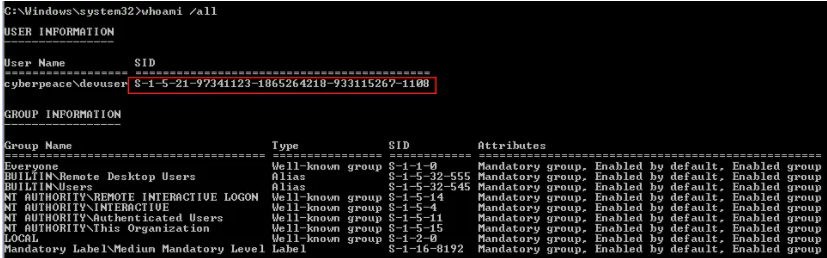 C:\Windows\system32>whoami /all
USER INFORMATION
----------------
User Name           SID
=================== ============================================
cyberpeace\devuser S-1-5-21-97341123-1865264218-933115267-1108
GROUP INFORMATION
-----------------
Group Name                             Type             SID          Attributes
====================================== ================ ============ ==================================================
Everyone                               Well-known group S-1-1-0      Mandatory group, Enabled by default, Enabled group
BUILTIN\Remote Desktop Users           Alias            S-1-5-32-555 Mandatory group, Enabled by default, Enabled group
BUILTIN\Users                          Alias            S-1-5-32-545 Mandatory group, Enabled by default, Enabled group
NT AUTHORITY\REMOTE INTERACTIVE LOGON  Well-known group S-1-5-14     Mandatory group, Enabled by default, Enabled group
NT AUTHORITY\INTERACTIVE               Well-known group S-1-5-4      Mandatory group, Enabled by default, Enabled group
NT AUTHORITY\Authenticated Users       Well-known group S-1-5-11     Mandatory group, Enabled by default, Enabled group
NT AUTHORITY\This Organization         Well-known group S-1-5-15     Mandatory group, Enabled by default, Enabled group
LOCAL                                  Well-known group S-1-2-0      Mandatory group, Enabled by default, Enabled group
Mandatory Label\Medium Mandatory Level Label            S-1-16-8192  Mandatory group, Enabled by default, Enabled group